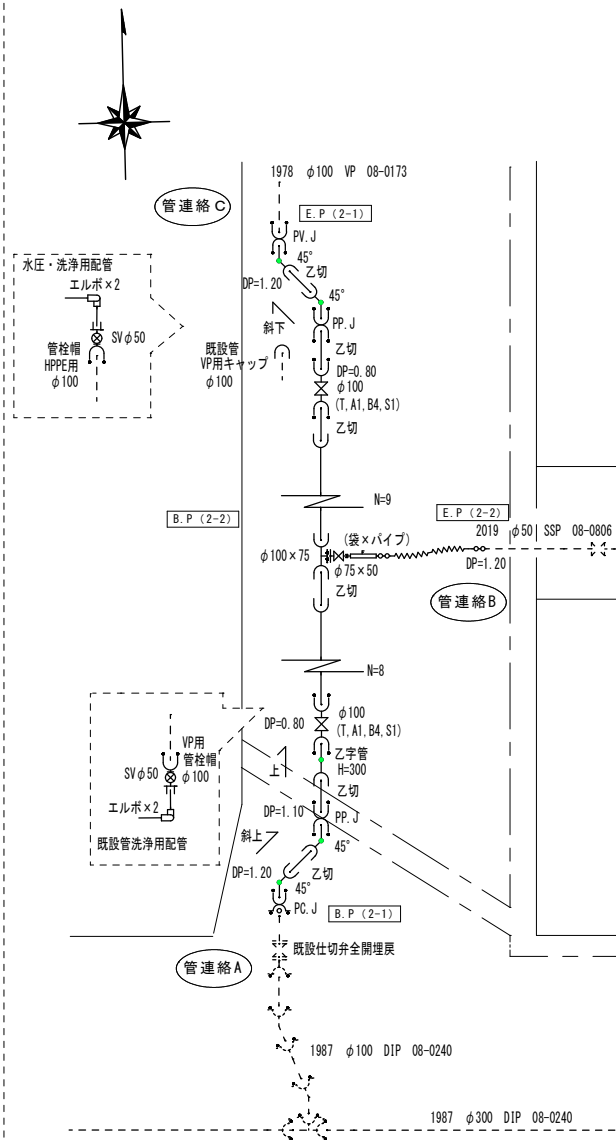 1978 φ100 VP 08-0173
管連絡C
E.P (2-1)
PV.J
45°
乙切
DP=1.20
45°
斜下
PP.J
乙切
既設管
VP用キャップ
φ100
DP=0.80
φ100
(T,A1,B4,S1)
乙切
水圧・洗浄用配管
エルボ×2
SVφ50
管栓帽
HPPE用
φ100
N=9
B.P (2-2)
E.P (2-2)
2019 φ50 SSP 08-0806
(袋×パイプ)
φ100×75
φ75×50
DP=1.20
乙切
管連絡B
N=8
φ100
DP=0.80
(T,A1,B4,S1)
乙字管
H=300
上
乙切
DP=1.10
PP.J
斜上
45°
DP=1.20
乙切
45°
PC.J
B.P (2-1)
VP用
管栓帽
SVφ50
φ100
エルボ×2
既設管洗浄用配管
既設仕切弁全開埋戻
管連絡A
1987 φ100 DIP 08-0240
1987 φ300 DIP 08-0240